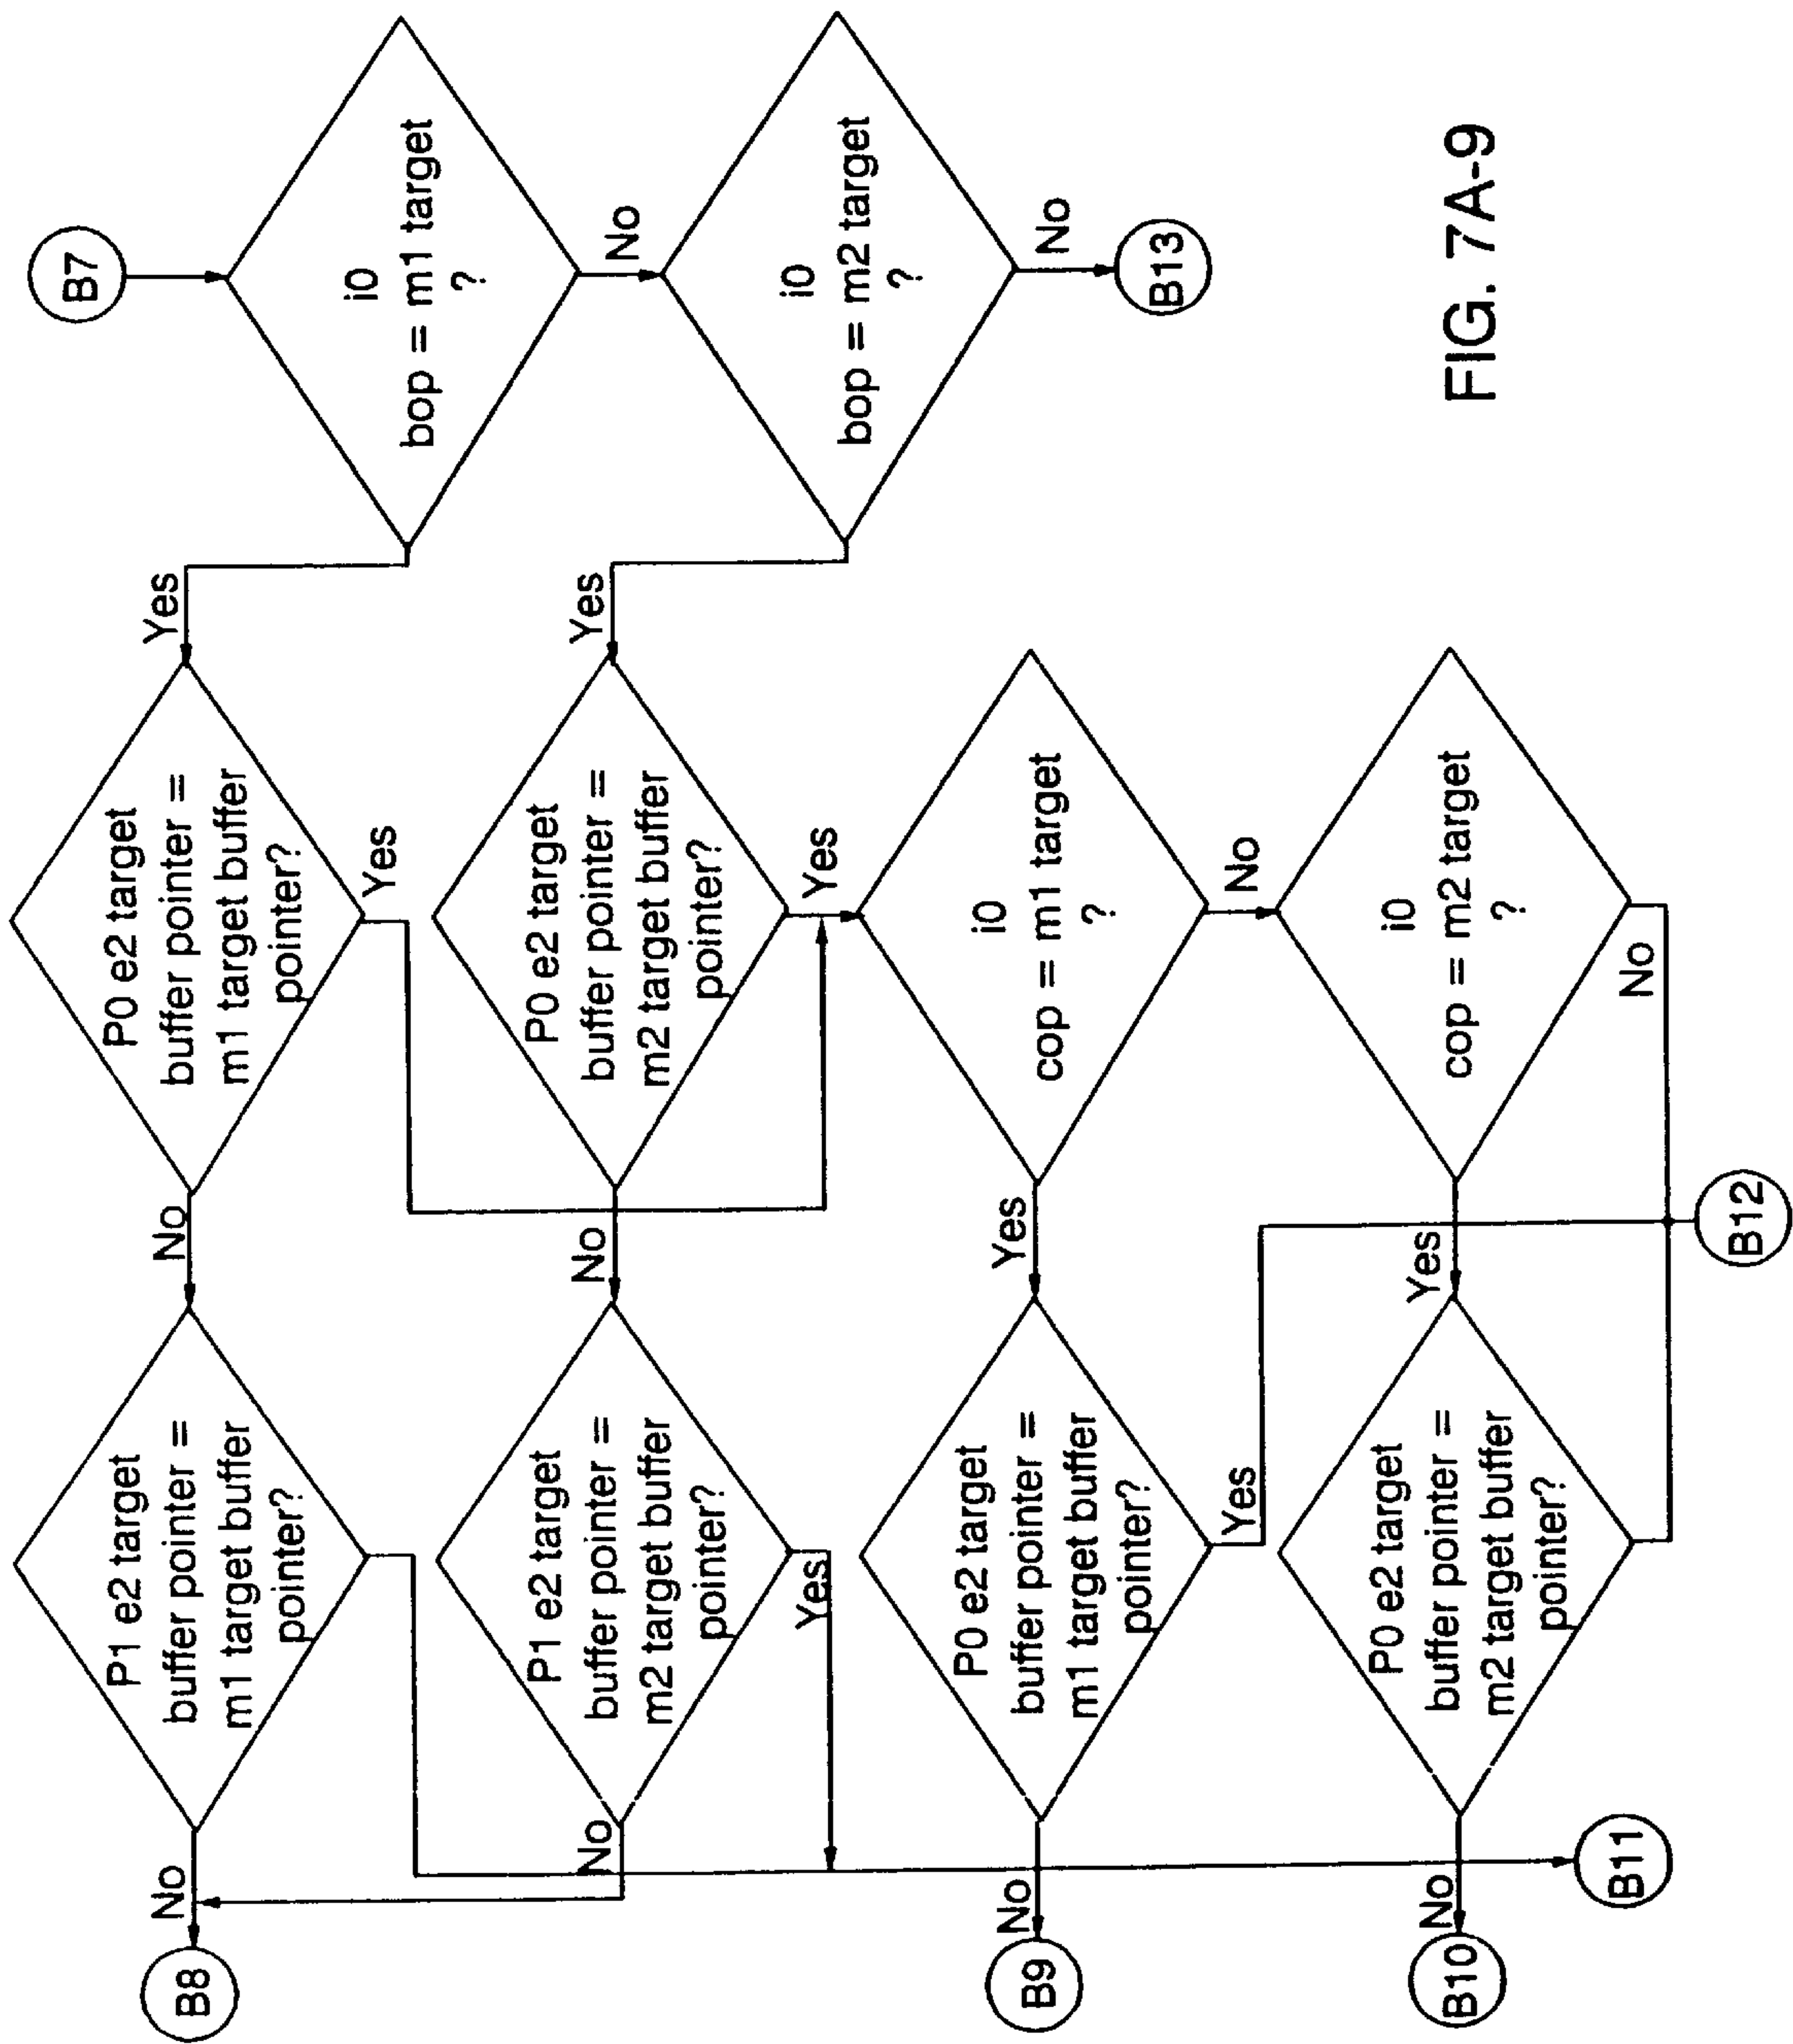 B7
B8
No
P1 e2 target
buffer pointer =
m1 target buffer
pointer?
No
P0 e2 target
buffer pointer =
m1 target buffer
pointer?
Yes
Yes
i0
bop = m1 target
?
No
No
P1 e2 target
buffer pointer =
m2 target buffer
pointer?
Yes
No
P0 e2 target
buffer pointer =
m2 target buffer
pointer?
Yes
Yes
i0
bop = m2 target
?
No
B13
B9
No
P0 e2 target
buffer pointer =
m1 target buffer
pointer?
Yes
Yes
i0
cop = m1 target
?
No
B10
No
P0 e2 target
buffer pointer =
m2 target buffer
pointer?
Yes
i0
cop = m2 target
?
No
B11
B12
FIG. 7A-9